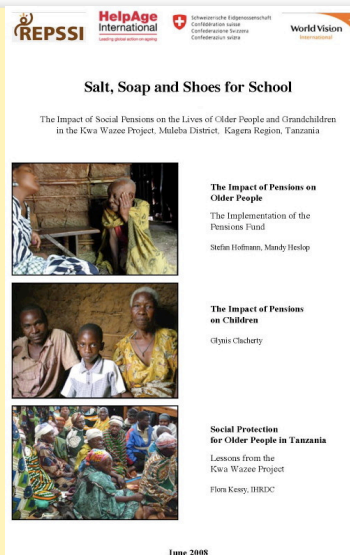 REPSSI
HelpAge
International
Leading global action on ageing
Schweizerische Eidgenossenschaft
Confédération suisse
Confederazione Svizzera
Confederaziun svizra
World Vision
International
Salt, Soap and Shoes for School
The Impact of Social Pensions on the Lives of Older People and Grandchildren
in the Kwa Wazee Project, Muleba District, Kagera Region, Tanzania
The Impact of Pensions on
Older People
The Implementation of the
Pensions Fund
Stefan Hofmann, Mandy Heslop
The Impact of Pensions
on Children
Glynis Clacherty
Social Protection
for Older People in Tanzania
Lessons from the
Kwa Wazee Project
Flora Kessy, IHRDC
June 2008